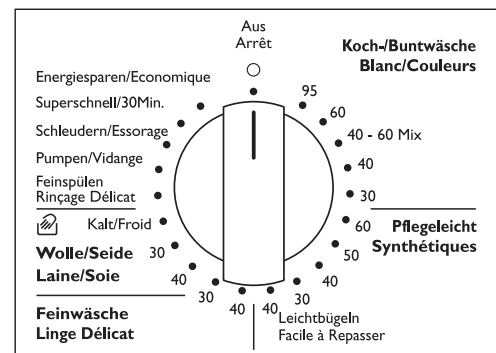 Aus
Arrêt
Koch-/Buntwäsche
Blanc/Couleurs
Energiesparen/Economique
Superschnell/30Min.
Schleudern/Essorage
Pumpen/Vidange
Feinspülen
Rinçage Délicat
Kalt/Froid
Wolle/Seide
Laine/Soie
30
40
Feinwäsche
Linge Délicat
30
40
95
60
40 - 60 Mix
40
30
Pflegeleicht
Synthétiques
60
50
40
30
40
Leichtbügeln
Facile à Repasser